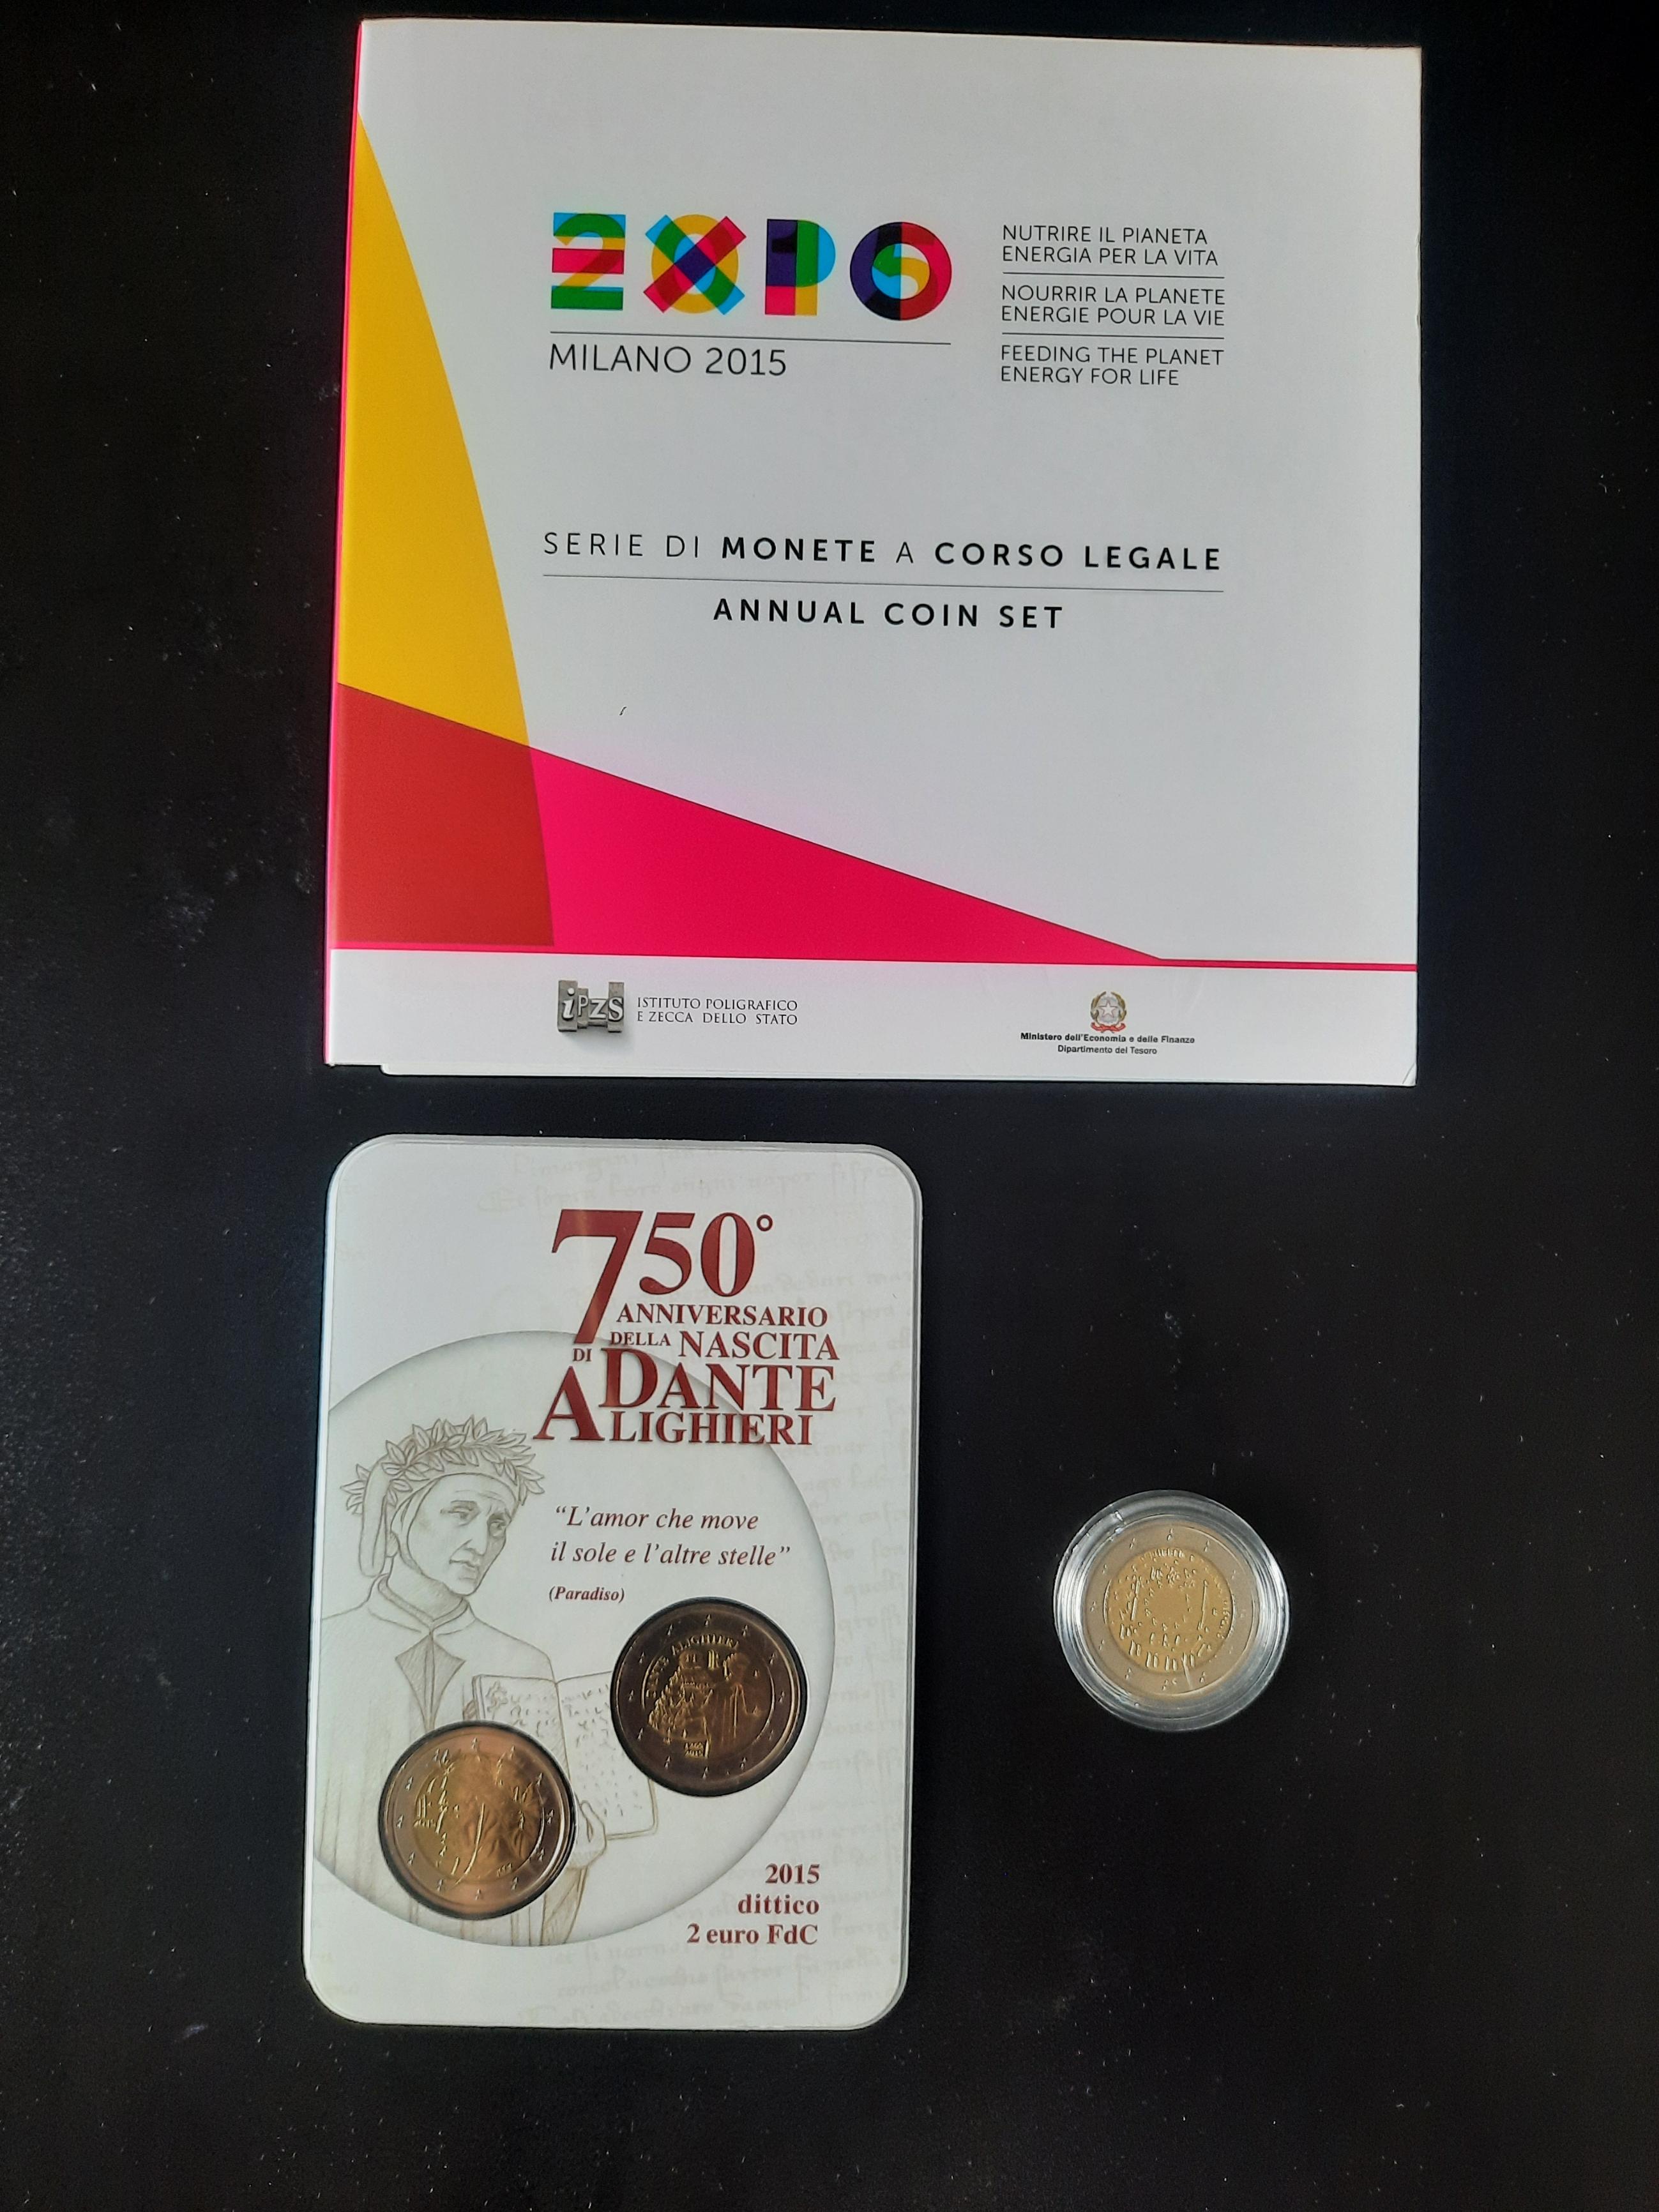 EXPO
MILANO 2015
NUTRIRE IL PIANETA
ENERGIA PER LA VITA
NOURRIR LA PLANETE
ENERGIE POUR LA VIE
FEEDING THE PLANET
ENERGY FOR LIFE
SERIE DI MONETE A CORSO LEGALE
ANNUAL COIN SET
iPZS
ISTITUTO POLIGRAFICO
E ZECCA DELLO STATO
Ministero dell'Economia e delle Finanze
Dipartimento del Tesoro
750°
ANNIVERSARIO
DELLA NASCITA
DI DANTE
ALIGHIERI
"L'amor che move
il sole e l'altre stelle"
(Paradiso)
DANTE ALIGHIERI
2015
dittico
2 euro FdC